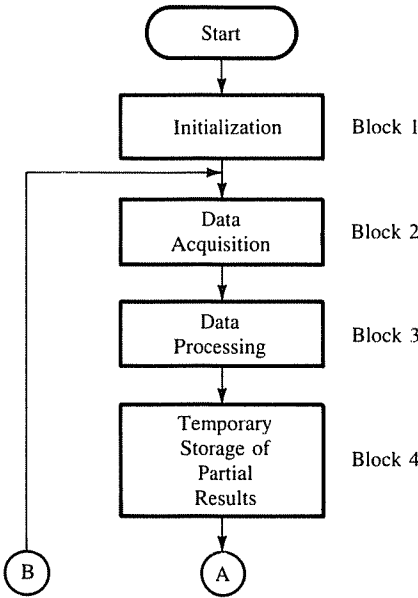 Start
Initialization
Block 1
Data
Acquisition
Block 2
Data
Processing
Block 3
Temporary
Storage of
Partial
Results
Block 4
B
A